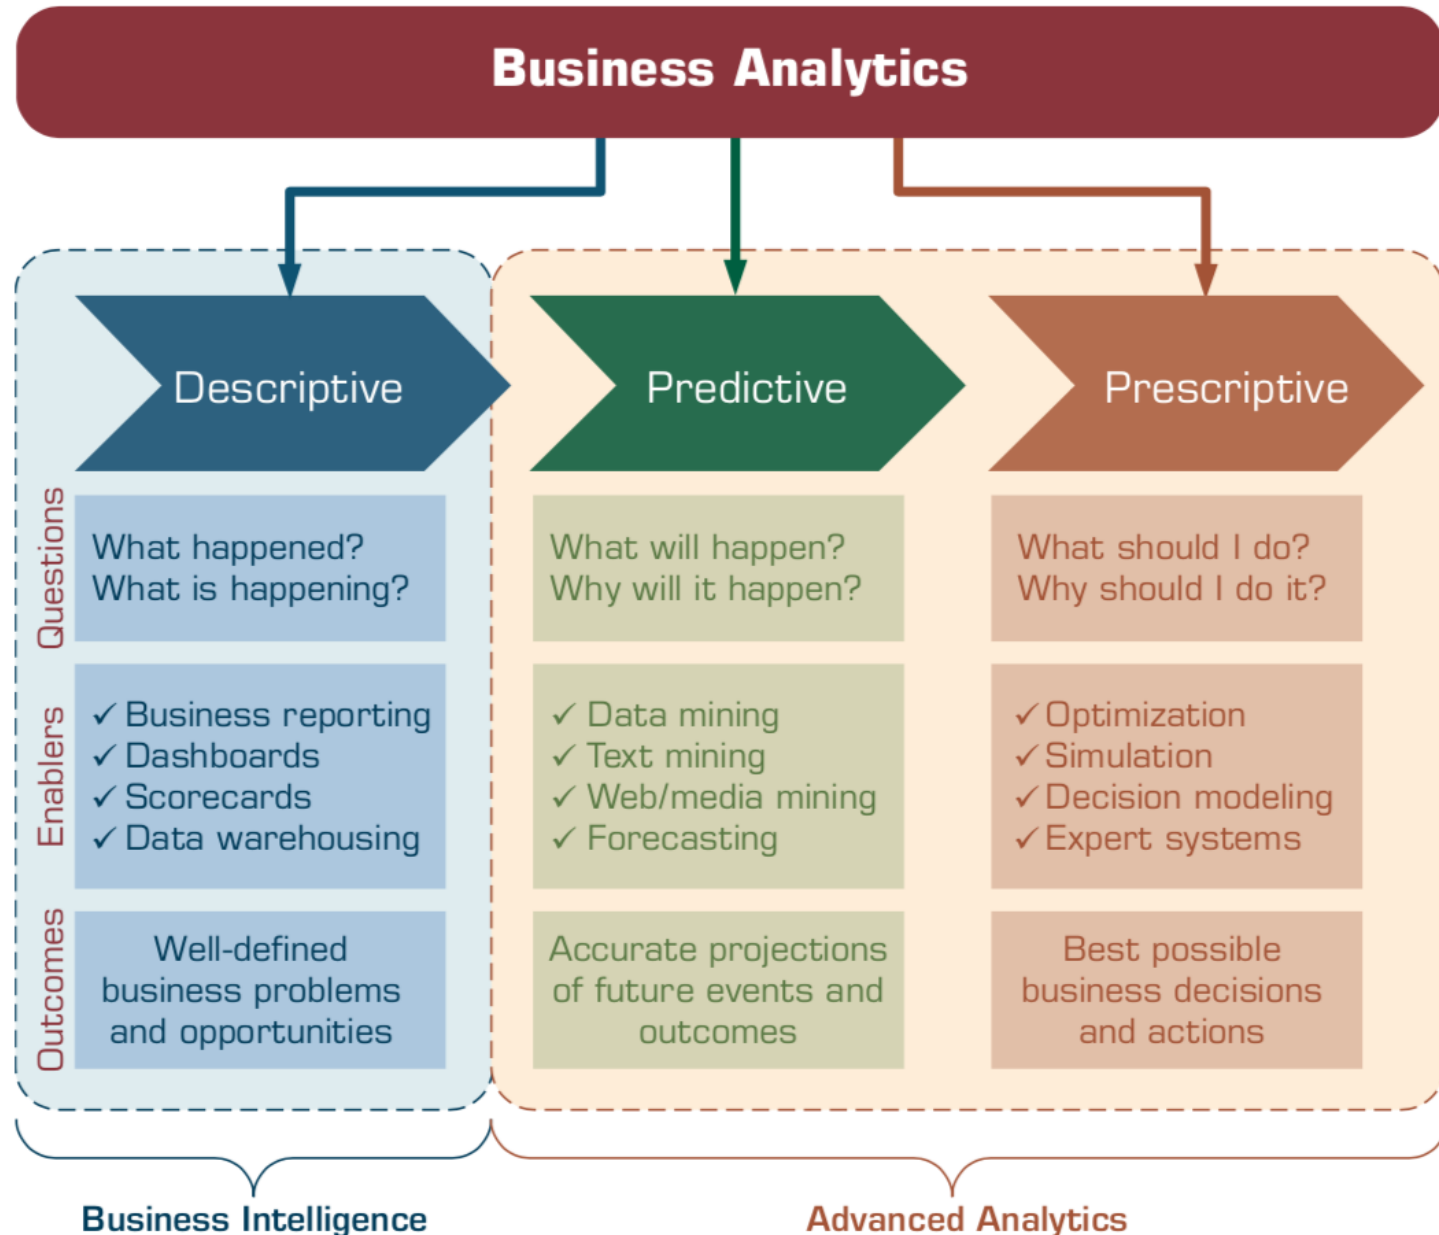 Business Analytics
Descriptive
Predictive
Prescriptive
Questions
What happened?
What is happening?
What will happen?
Why will it happen?
What should I do?
Why should I do it?
Enablers
✓ Business reporting
✓ Dashboards
✓ Scorecards
✓ Data warehousing
✓ Data mining
✓ Text mining
✓ Web/media mining
✓ Forecasting
✓ Optimization
✓ Simulation
✓ Decision modeling
✓ Expert systems
Outcomes
Well-defined
business problems
and opportunities
Accurate projections
of future events and
outcomes
Best possible
business decisions
and actions
Business Intelligence
Advanced Analytics